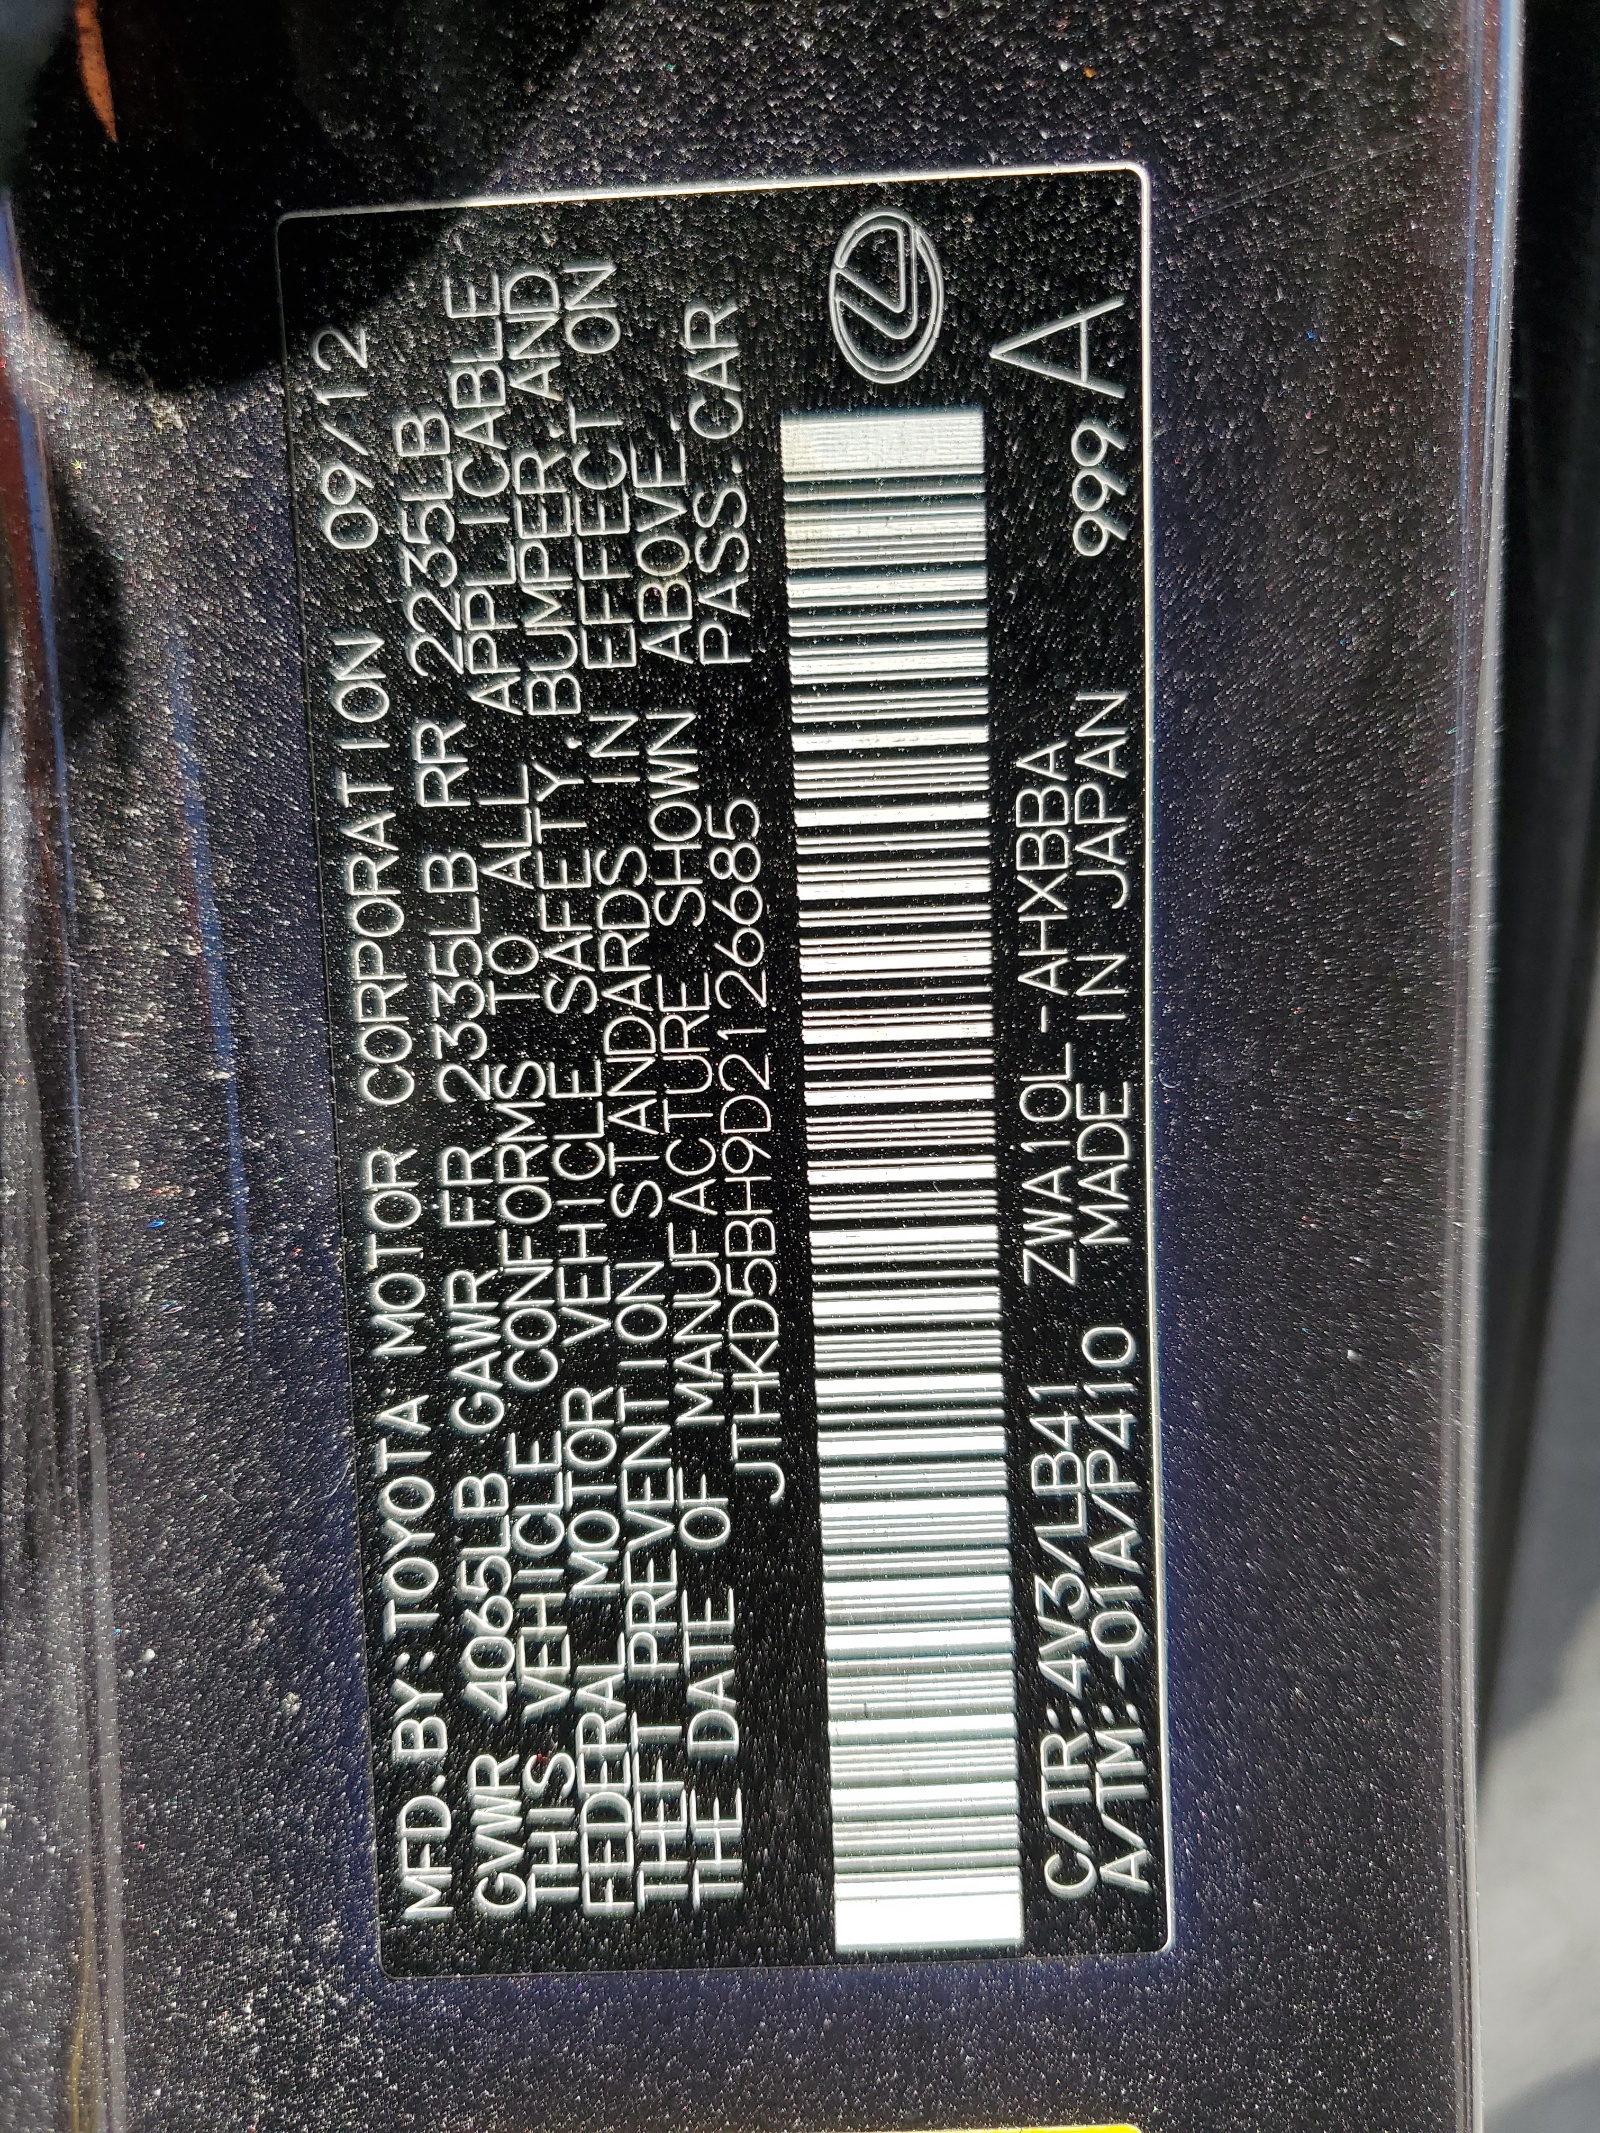 MFD. BY: TOYOTA MOTOR CORPORATION 09/12
GVWR 4065LB GAWR FR 2335LB RR 2235LB
THIS VEHICLE CONFORMS TO ALL APPLICABLE
FEDERAL MOTOR VEHICLE SAFETY, BUMPER, AND
THEFT PREVENTION STANDARDS IN EFFECT ON
THE DATE OF MANUFACTURE SHOWN ABOVE.
JTHKD5BH9D2126685 PASS. CAR
C/TR:4V3/LB41 ZWA10L-AHXBBA
A/TM:-01A/P410 MADE IN JAPAN 999 A